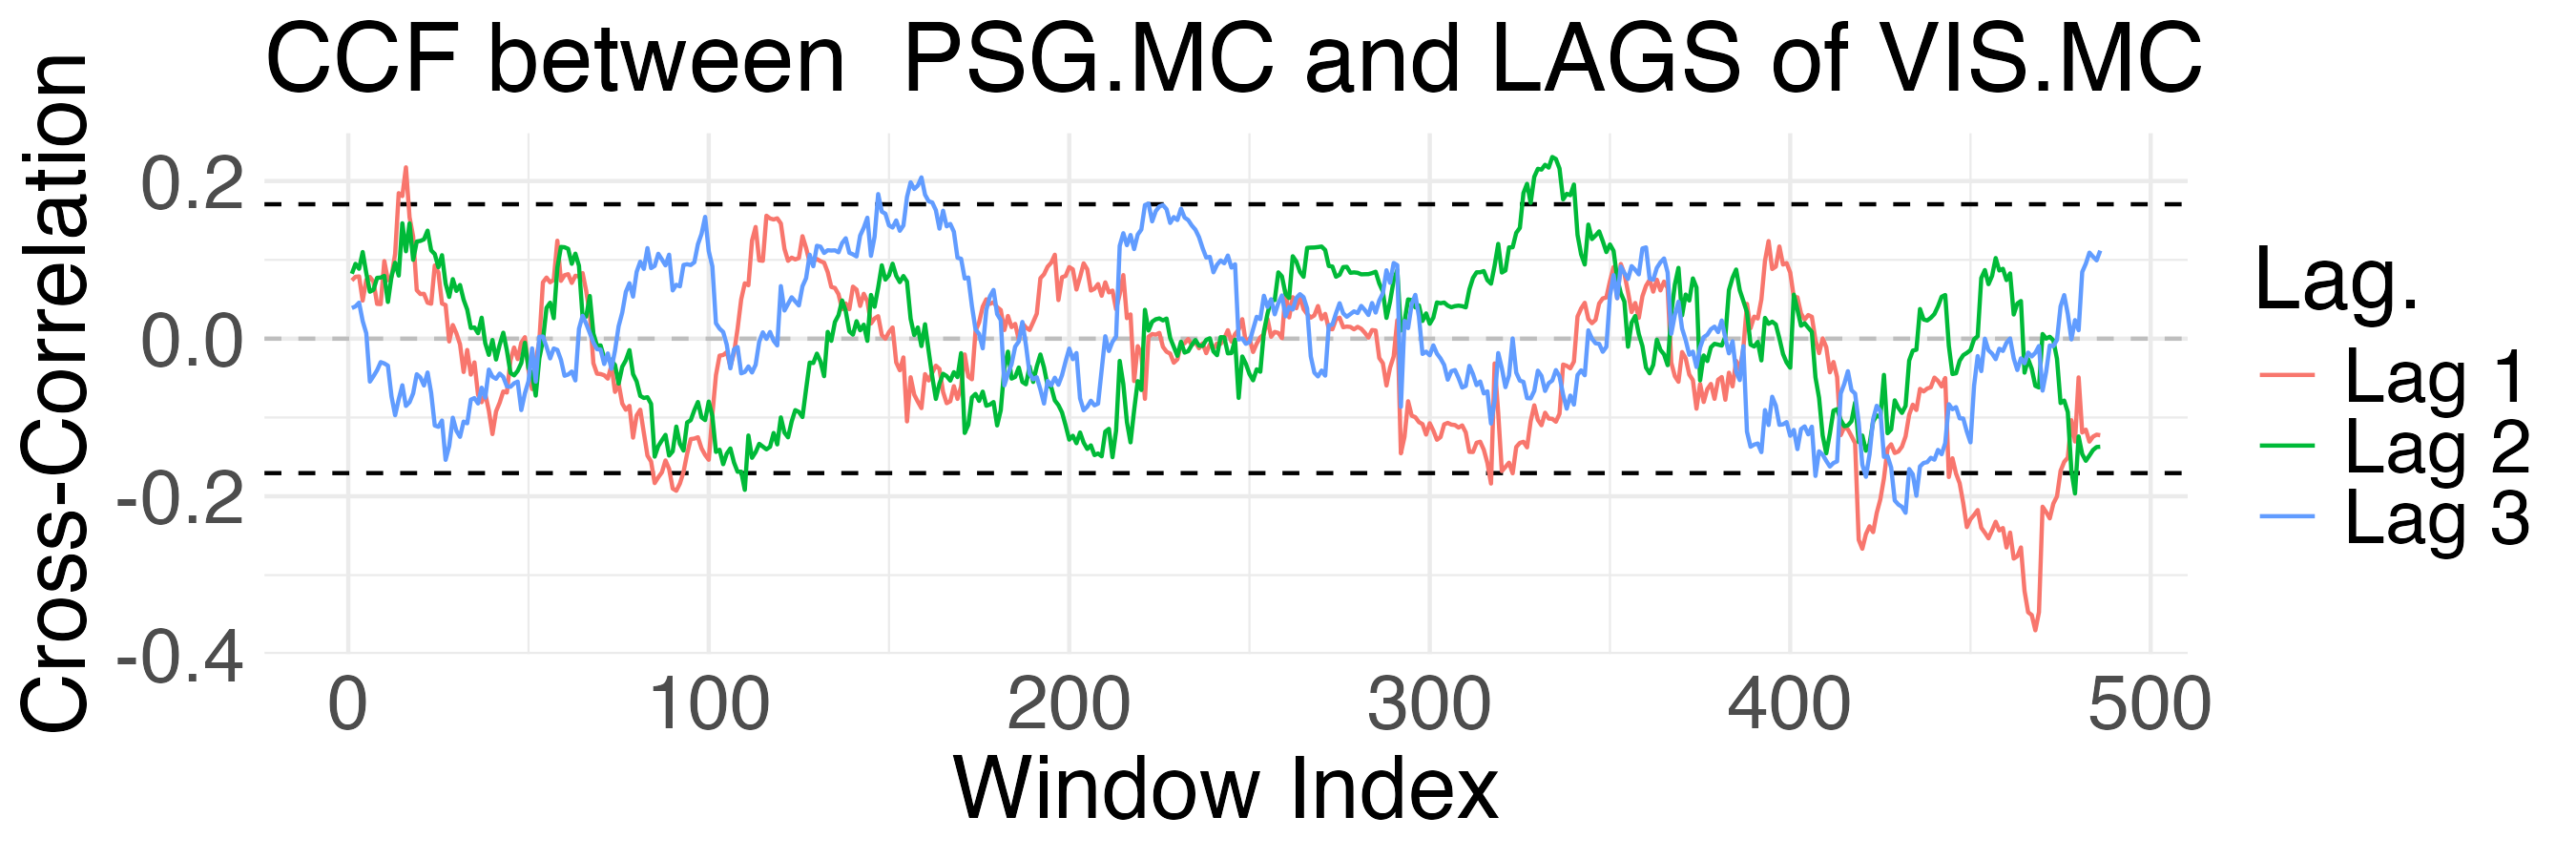 CCF between  PSG.MC and LAGS of VIS.MC
Cross-Correlation
0.2
0.0
-0.2
-0.4
0 100 200 300 400 500
Window Index
Lag.
Lag 1
Lag 2
Lag 3